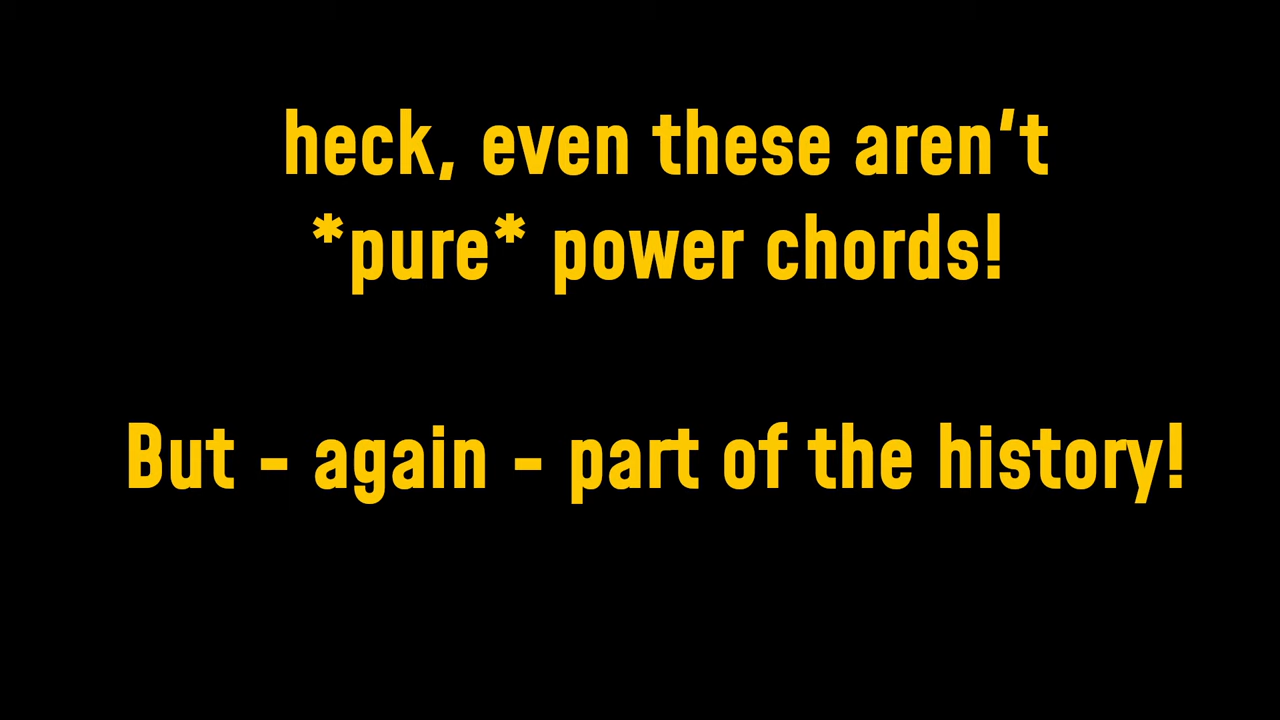 heck, even these aren't
*pure* power chords!
But - again - part of the history!